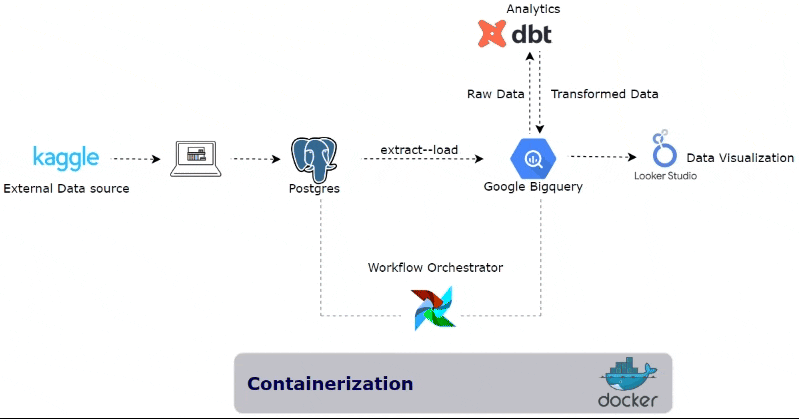 Analytics
dbt
Raw Data
Transformed Data
kaggle
External Data source
Postgres
extract--load
Google Bigquery
Looker Studio
Data Visualization
Workflow Orchestrator
Containerization
docker